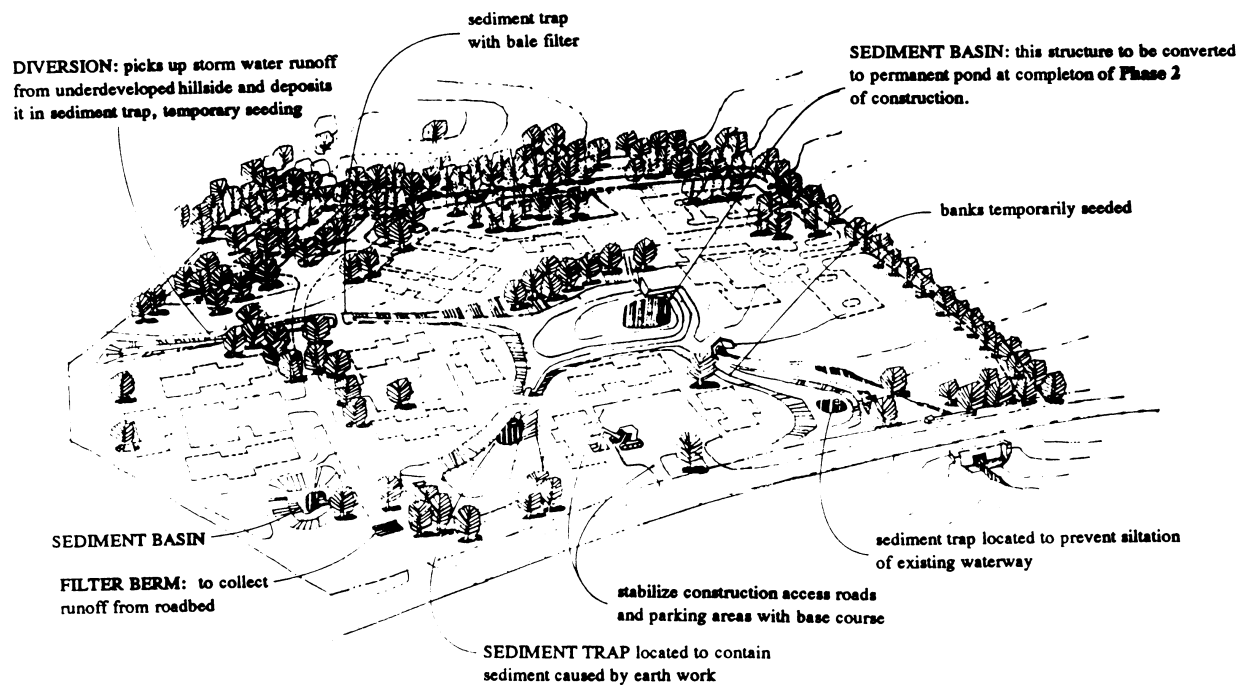 sediment trap
with bale filter
DIVERSION: picks up storm water runoff
from underdeveloped hillside and deposits
it in sediment trap, temporary seeding
SEDIMENT BASIN: this structure to be converted
to permanent pond at completon of Phase 2
of construction.
banks temporarily seeded
SEDIMENT BASIN
FILTER BERM: to collect
runoff from roadbed
sediment trap located to prevent siltation
of existing waterway
stabilize construction access roads
and parking areas with base course
SEDIMENT TRAP located to contain
sediment caused by earth work